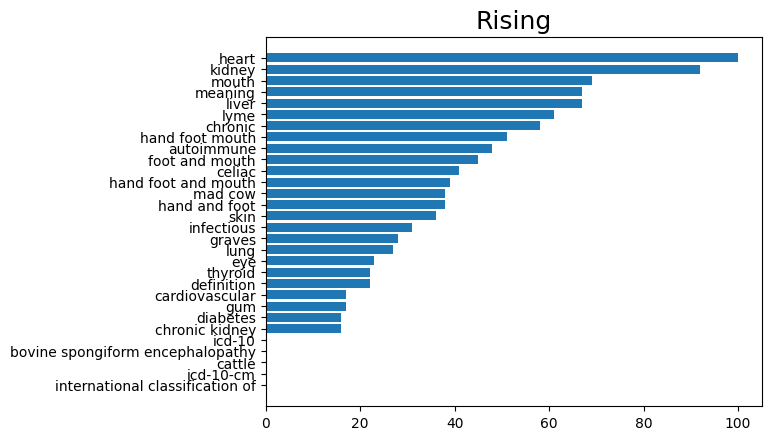 Rising
heart
kidney
mouth
meaning
liver
lyme
chronic
hand foot mouth
autoimmune
foot and mouth
celiac
hand foot and mouth
mad cow
hand and foot
skin
infectious
graves
lung
eye
thyroid
definition
cardiovascular
gum
diabetes
chronic kidney
icd-10
bovine spongiform encephalopathy
cattle
icd-10-cm
international classification of
0 20 40 60 80 100